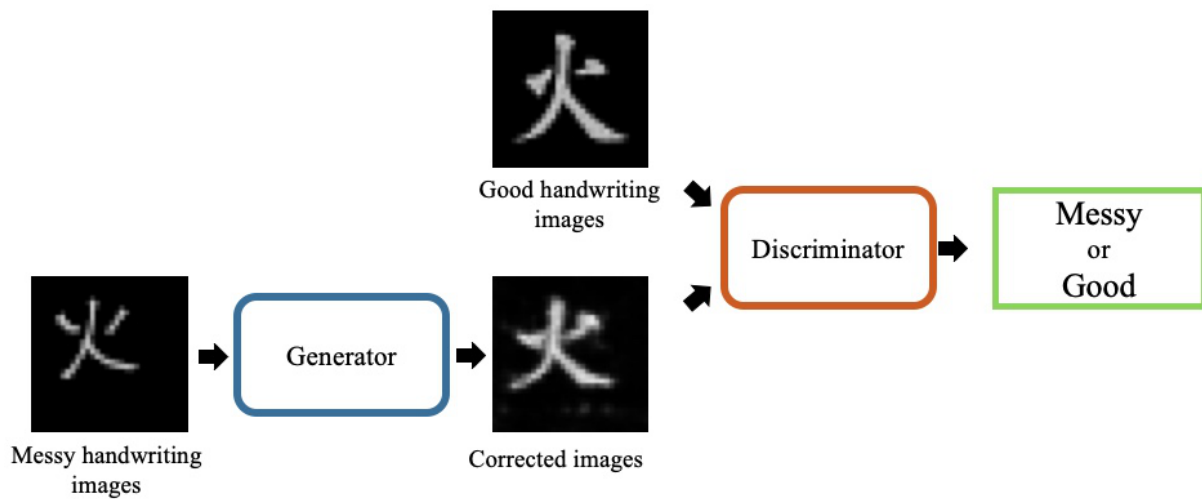 火
Good handwriting
images
Discriminator
Messy
or
Good
火
Generator
火
Messy handwriting
images
Corrected images